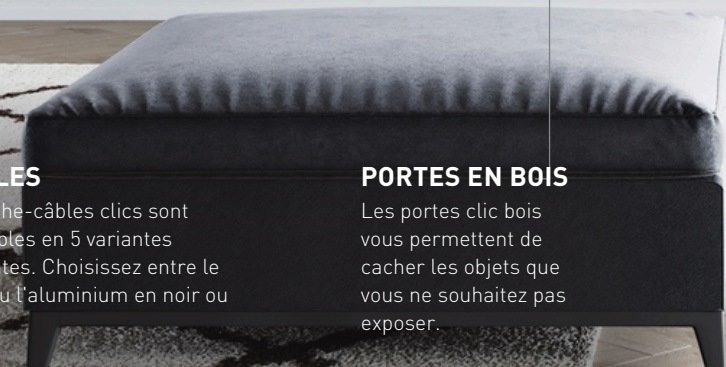 LES
he-câbles clics sont
bles en 5 variantes
tes. Choisissez entre le
u l'aluminium en noir ou
PORTES EN BOIS
Les portes clic bois
vous permettent de
cacher les objets que
vous ne souhaitez pas
exposer.